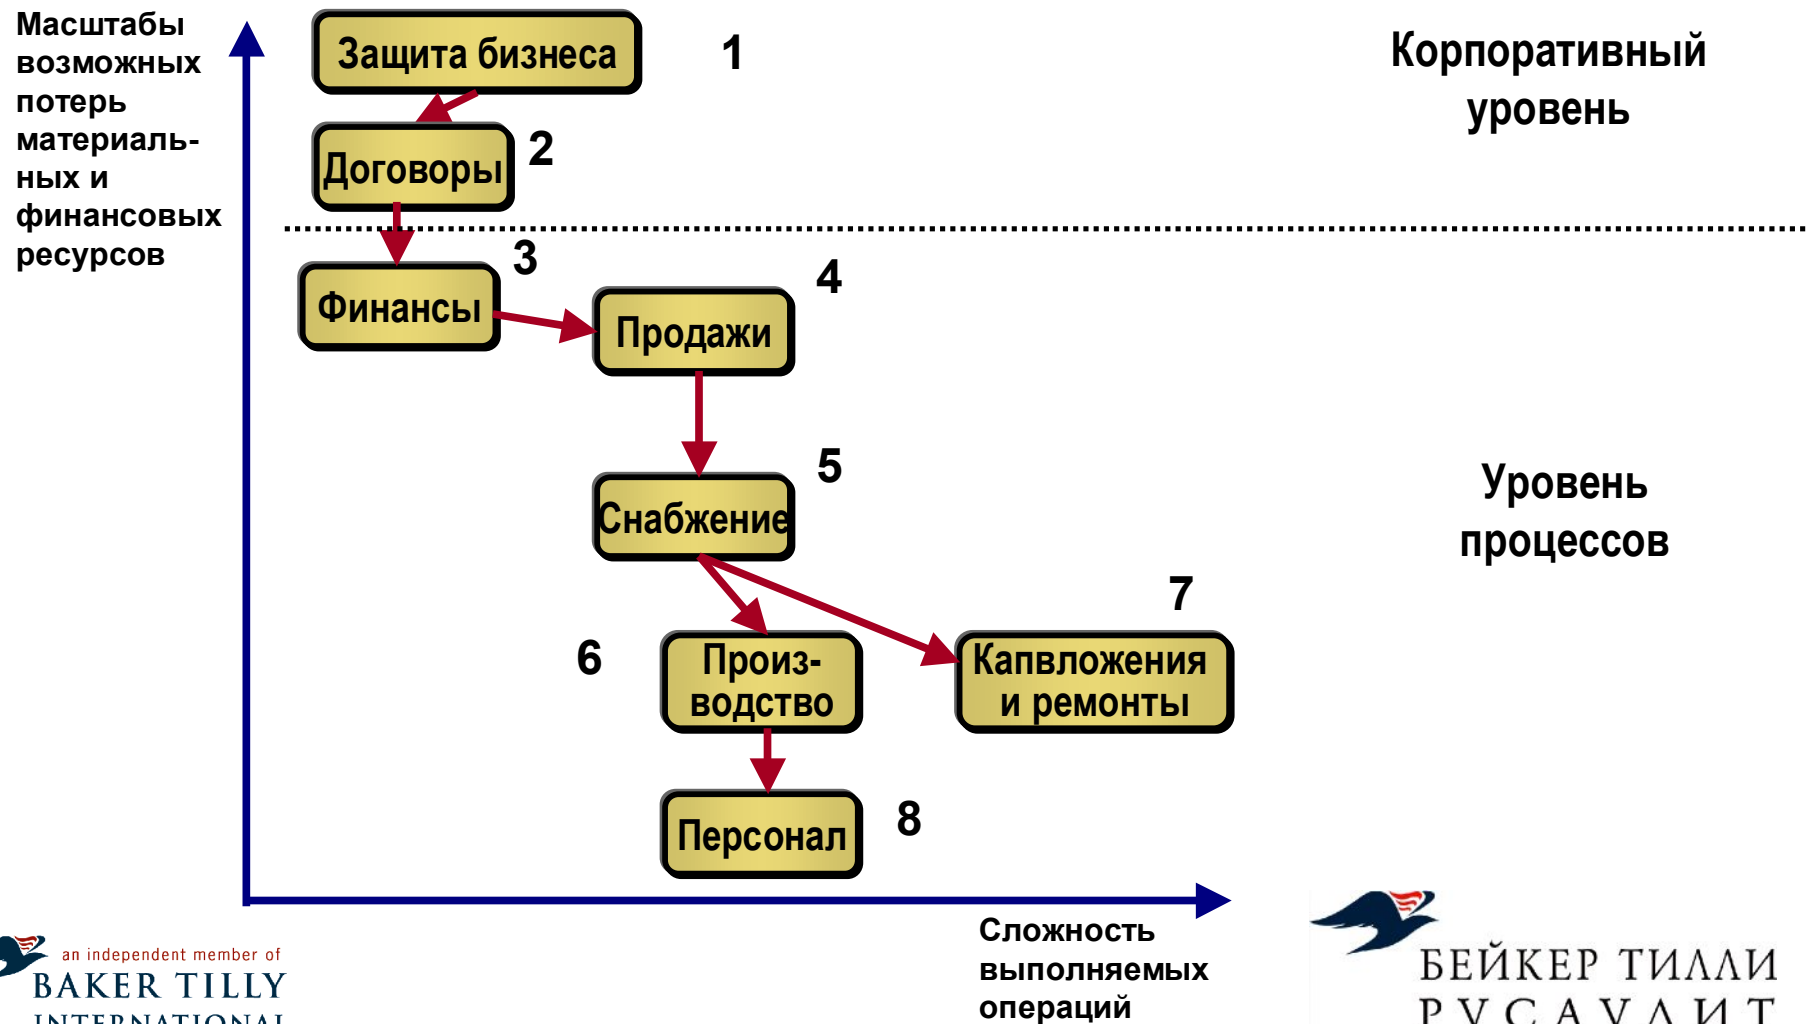 Масштабы
возможных
потерь
материаль-
ных и
финансовых
ресурсов
Защита бизнеса
1
Корпоративный
уровень
Договоры
2
Финансы
3
Продажи
4
Снабжение
5
Уровень
процессов
6
Произ-
водство
7
Капвложения
и ремонты
Персонал
8
Сложность
выполняемых
операций
an independent member of
BAKER TILLY
INTERNATIONAL
БЕЙКЕР ТИЛЛИ
РУСАУДИТ